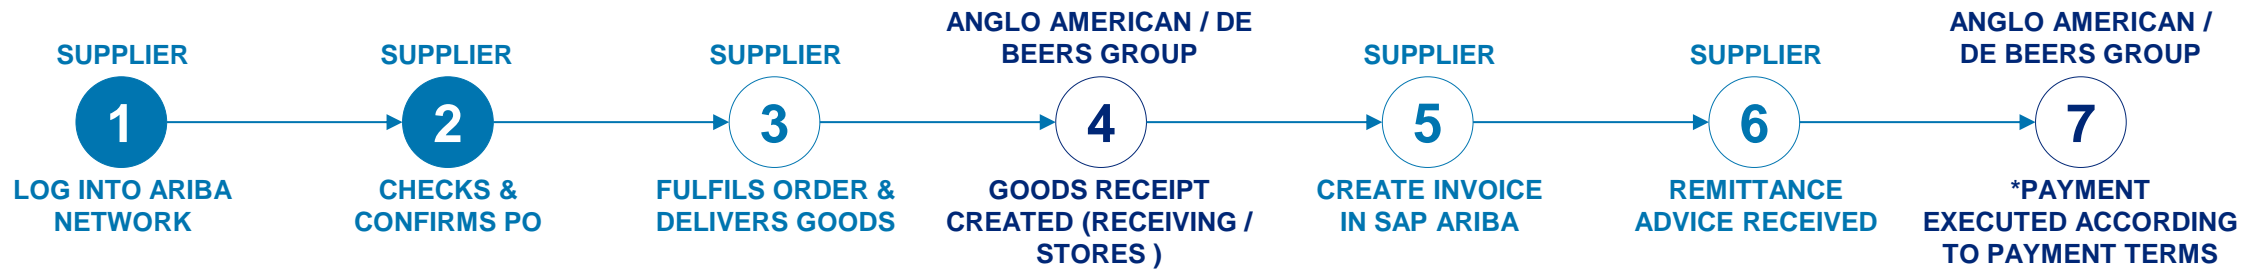 SUPPLIER
1
LOG INTO ARIBA
NETWORK
SUPPLIER
2
CHECKS &
CONFIRMS PO
SUPPLIER
3
FULFILS ORDER &
DELIVERS GOODS
ANGLO AMERICAN / DE
BEERS GROUP
4
GOODS RECEIPT
CREATED (RECEIVING /
STORES )
SUPPLIER
5
CREATE INVOICE
IN SAP ARIBA
SUPPLIER
6
REMITTANCE
ADVICE RECEIVED
ANGLO AMERICAN /
DE BEERS GROUP
7
*PAYMENT
EXECUTED ACCORDING
TO PAYMENT TERMS